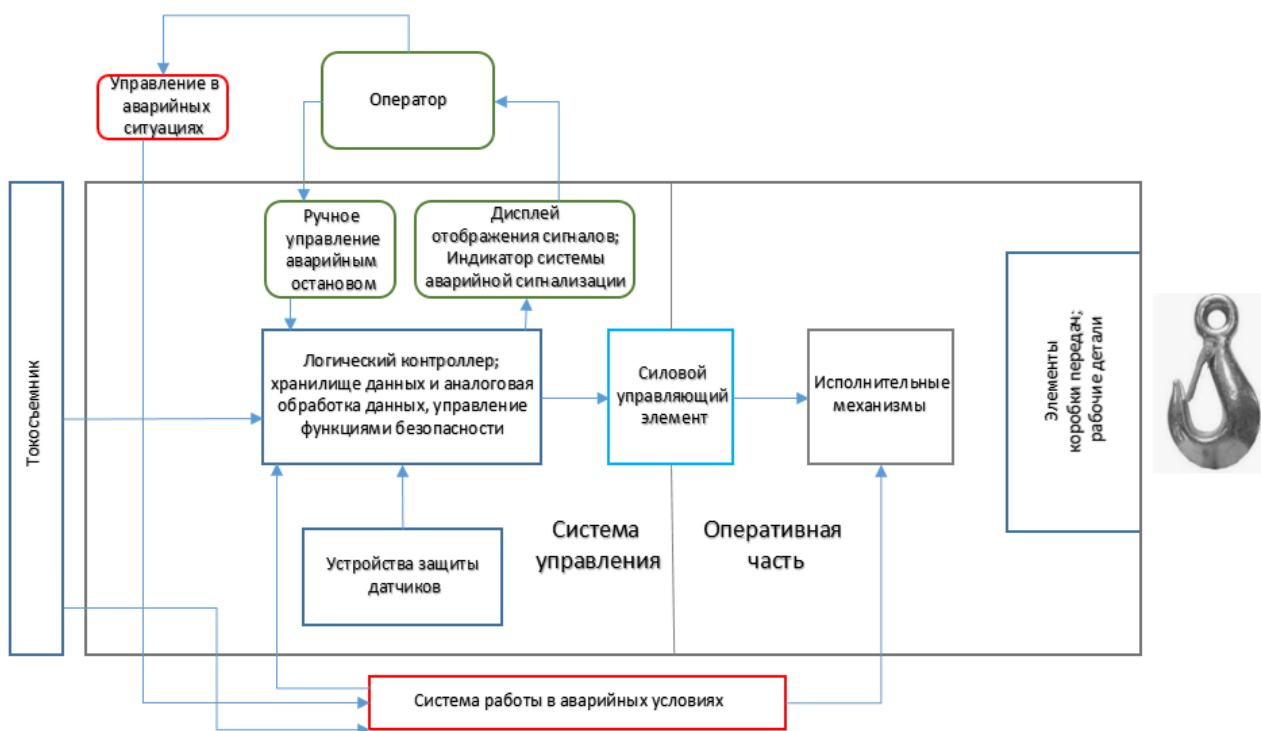 Управление в
аварийных
ситуациях
Оператор
Ручное
управление
аварийным
остановом
Дисплей
отображения сигналов;
Индикатор системы
аварийной сигнализации
Токосъемник
Логический контроллер;
хранилище данных и аналоговая
обработка данных, управление
функциями безопасности
Силовой
управляющий
элемент
Исполнительные
механизмы
Элементы
коробки передач;
рабочие детали
Устройства защиты
датчиков
Система
управления
Оперативная
часть
Система работы в аварийных условиях